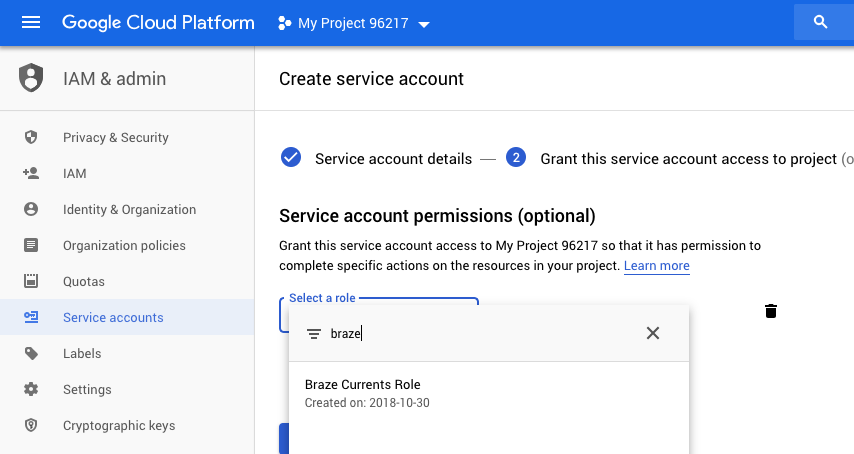 Google Cloud Platform
My Project 96217
IAM & admin
Create service account
Privacy & Security
IAM
Identity & Organization
Organization policies
Quotas
Service accounts
Labels
Settings
Cryptographic keys
Service account details — 2 Grant this service account access to project (o
Service account permissions (optional)
Grant this service account access to My Project 96217 so that it has permission to
complete specific actions on the resources in your project. Learn more
Select a role
braze
Braze Currents Role
Created on: 2018-10-30